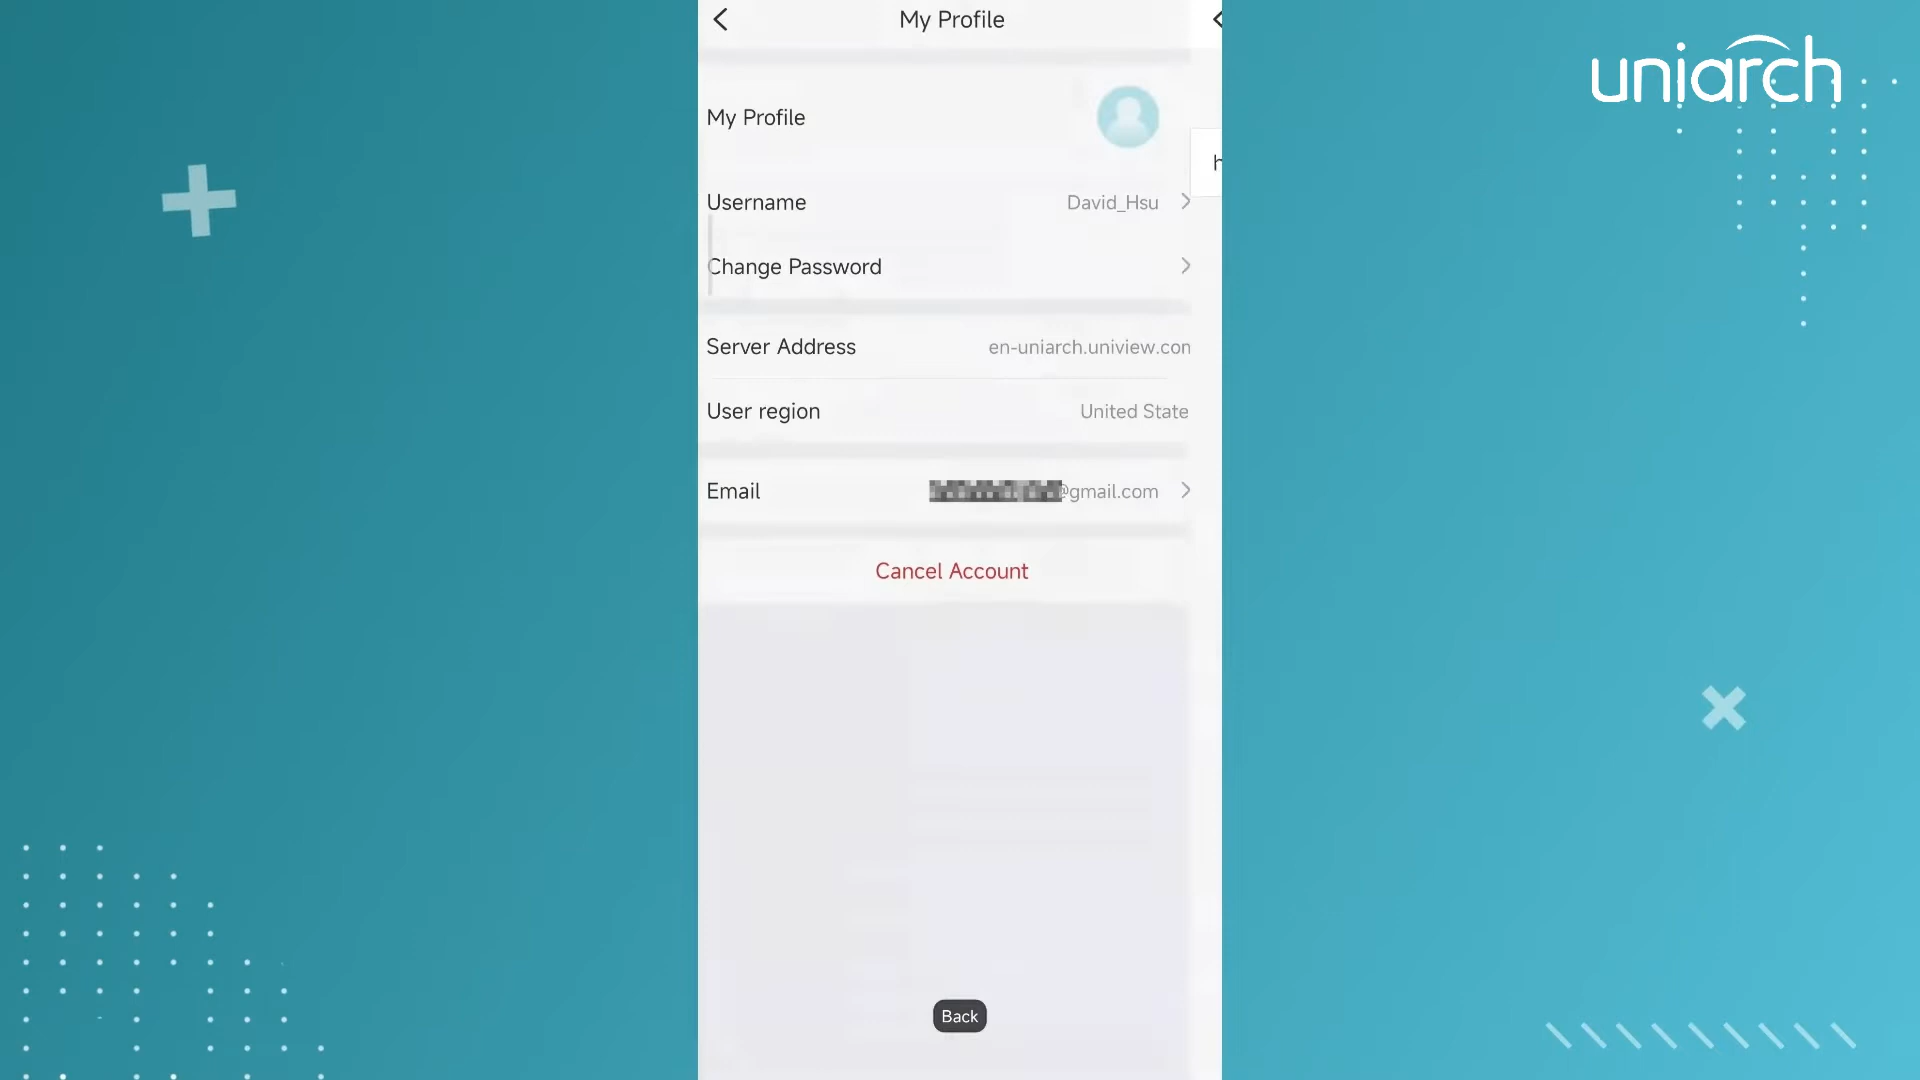 My Profile
uniarch
My Profile
h
Username David_Hsu
Change Password
Server Address en-uniarch.uniview.con
User region United State
Email @gmail.com
Cancel Account
Back